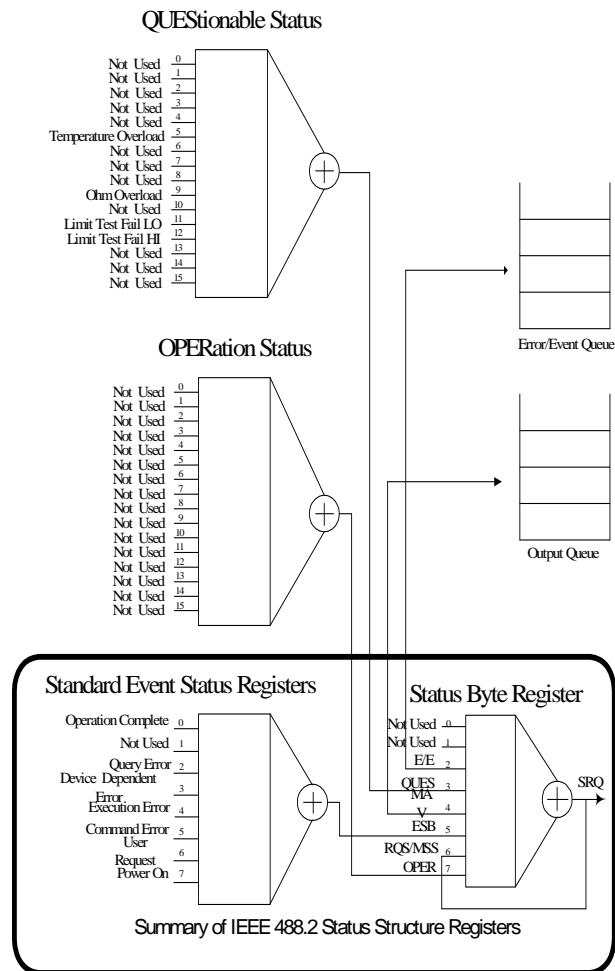 QUEStionable Status
Not Used 0
Not Used 1
Not Used 2
Not Used 3
Not Used 4
Temperature Overload 5
Not Used 6
Not Used 7
Not Used 8
Ohm Overload 9
Not Used 10
Limit Test Fail LO 11
Limit Test Fail HI 12
Not Used 13
Not Used 14
Not Used 15
Error/Event Queue
OPERation Status
Not Used 0
Not Used 1
Not Used 2
Not Used 3
Not Used 4
Not Used 5
Not Used 6
Not Used 7
Not Used 8
Not Used 9
Not Used 10
Not Used 11
Not Used 12
Not Used 13
Not Used 14
Not Used 15
Output Queue
Standard Event Status Registers
Operation Complete 0
Not Used 1
Query Error 2
Device Dependent
Error 3
Execution Error 4
Command Error 5
User
Request 6
Power On 7
Status Byte Register
Not Used 0
Not Used 1
E/E 2
QUES 3
MA
V 4
ESB 5
RQS/MSS 6
OPER 7
SRQ
Summary of IEEE 488.2 Status Structure Registers